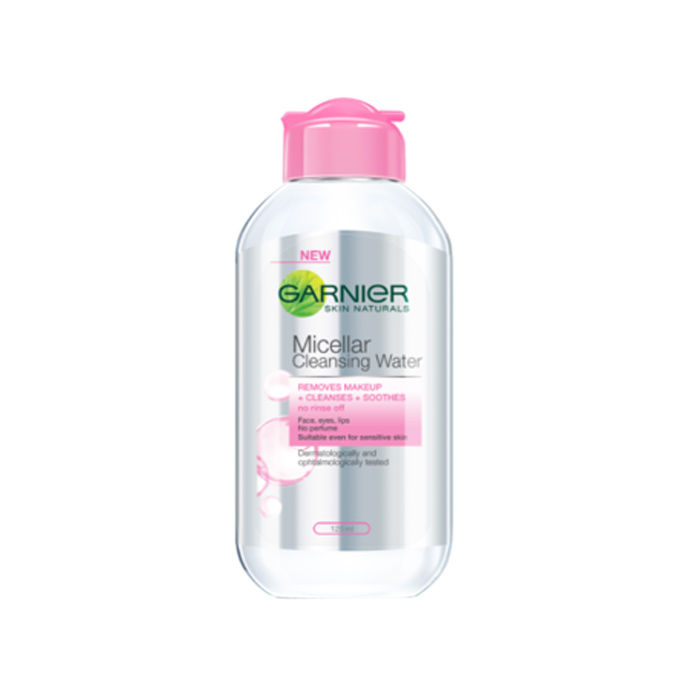 NEW
GARNIER
SKIN NATURALS
Micellar
Cleansing Water
REMOVES MAKEUP
+ CLEANSES + SOOTHES
no rinse off
Face, eyes, lips
No perfume
Suitable even for sensitive skin
Dermatologically and
ophtalmologically tested
125 ml